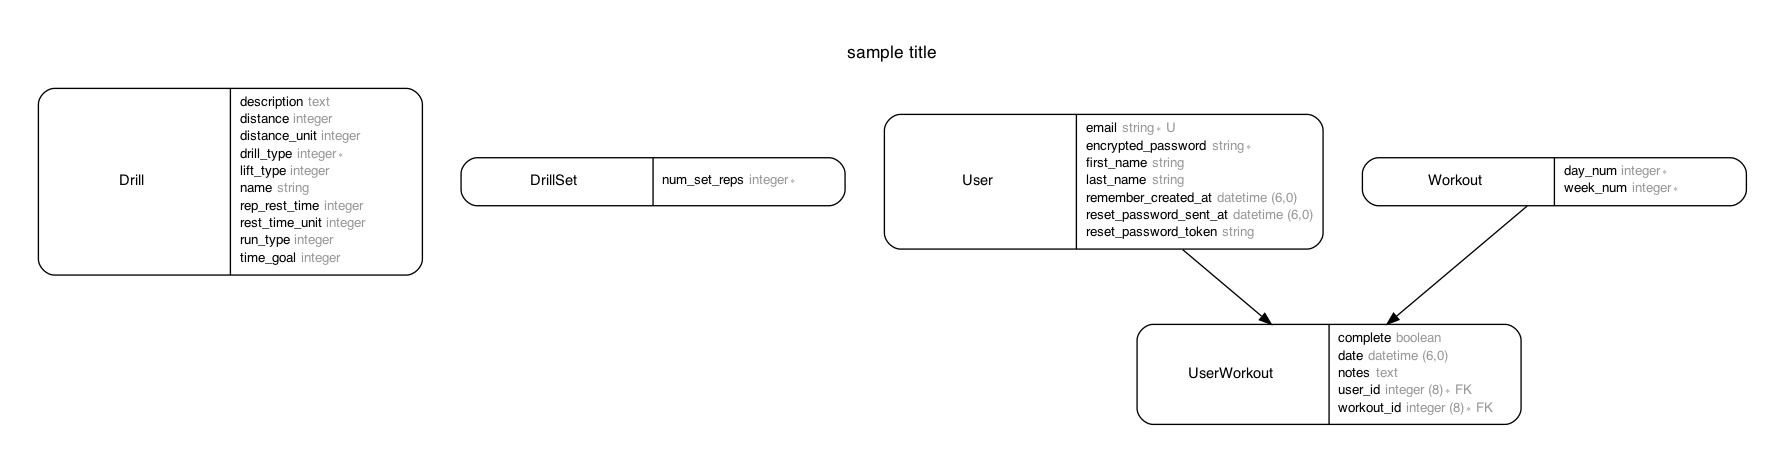 sample title
Drill
description text
distance integer
distance_unit integer
drill_type integer*
lift_type integer
name string
rep_rest_time integer
rest_time_unit integer
run_type integer
time_goal integer
DrillSet
num_set_reps integer*
User
email string* U
encrypted_password string*
first_name string
last_name string
remember_created_at datetime (6,0)
reset_password_sent_at datetime (6,0)
reset_password_token string
Workout
day_num integer*
week_num integer*
UserWorkout
complete boolean
date datetime (6,0)
notes text
user_id integer (8)* FK
workout_id integer (8)* FK